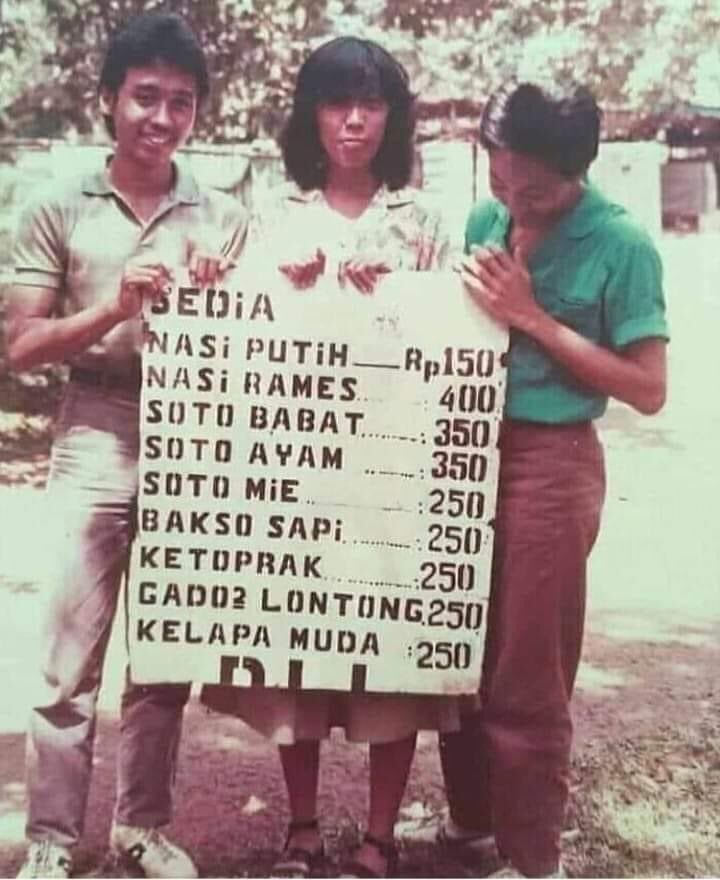 SEDiA
NASi PUTiH Rp150
NASi RAMES.. : 400
SOTO BABAT.......: 350
SOTO AYAM .....: 350
SOTO MiE.. :250
BAKSO SAPi..........:250
KETOPRAK............:250
GADO2 LONTONG.250
KELAPA MUDA :250
DLL